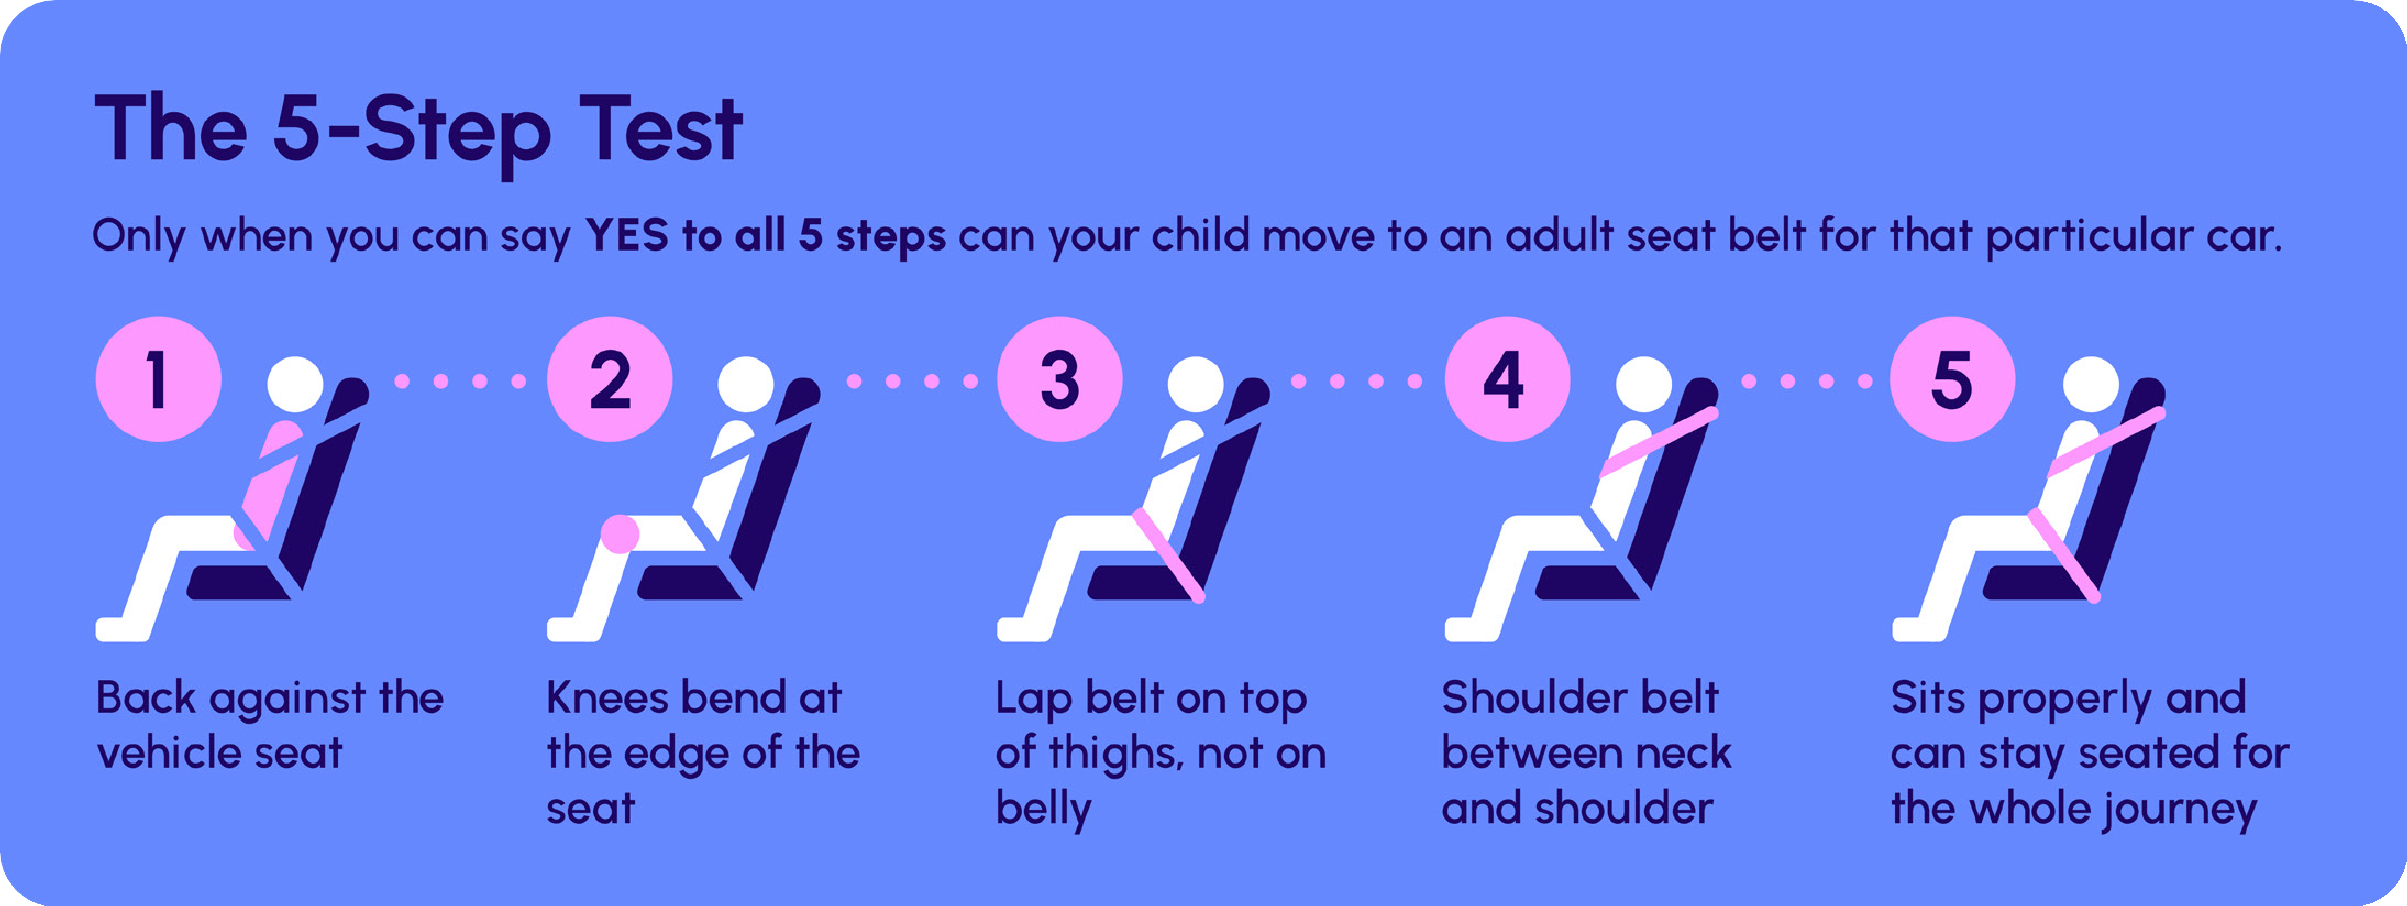 The 5-Step Test
Only when you can say YES to all 5 steps can your child move to an adult seat belt for that particular car.
1
2
3
4
5
Back against the
vehicle seat
Knees bend at
the edge of the
seat
Lap belt on top
of thighs, not on
belly
Shoulder belt
between neck
and shoulder
Sits properly and
can stay seated for
the whole journey